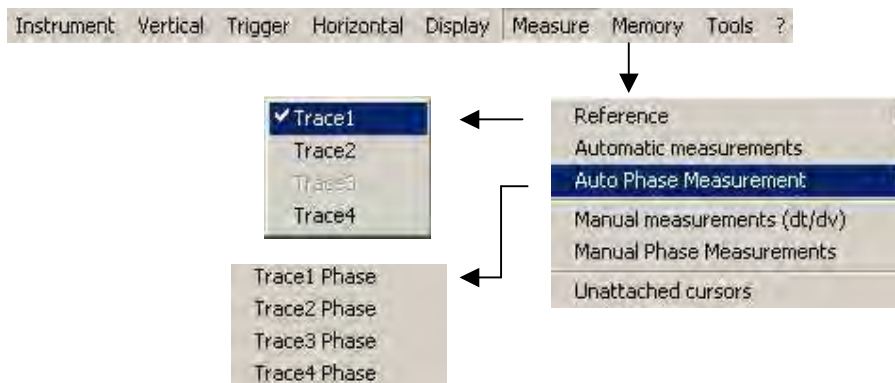 Instrument Vertical Trigger Horizontal Display Measure Memory Tools ?
Trace1
Trace2
Trace3
Trace4
Reference
Automatic measurements
Auto Phase Measurement
Manual measurements (dt/dv)
Manual Phase Measurements
Unattached cursors
Trace1 Phase
Trace2 Phase
Trace3 Phase
Trace4 Phase